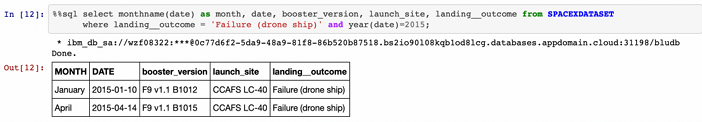 In [12]: %%sql select monthname(date) as month, date, booster_version, launch_site, landing__outcome from SPACEXDATASET
where landing__outcome = 'Failure (drone ship)' and year(date)=2015;
* ibm_db_sa://wzf08322:***@0c77d6f2-5da9-48a9-81f8-86b520b87518.bs2io90l08kqb1od8lcg.databases.appdomain.cloud:31198/bludb
Done.
Out[12]:
MONTH DATE booster_version launch_site landing__outcome
January 2015-01-10 F9 v1.1 B1012 CCAFS LC-40 Failure (drone ship)
April 2015-04-14 F9 v1.1 B1015 CCAFS LC-40 Failure (drone ship)